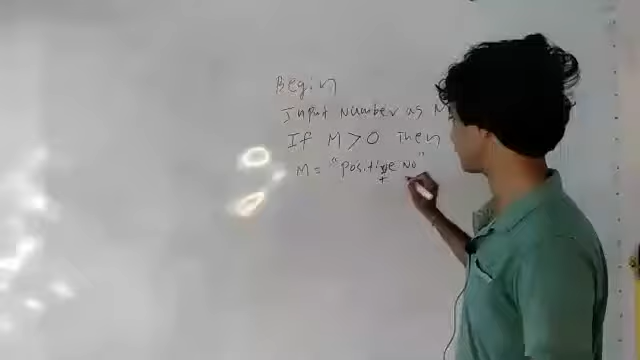 Begin
Input Number as M
If M > 0 Then
M = "Positive No"